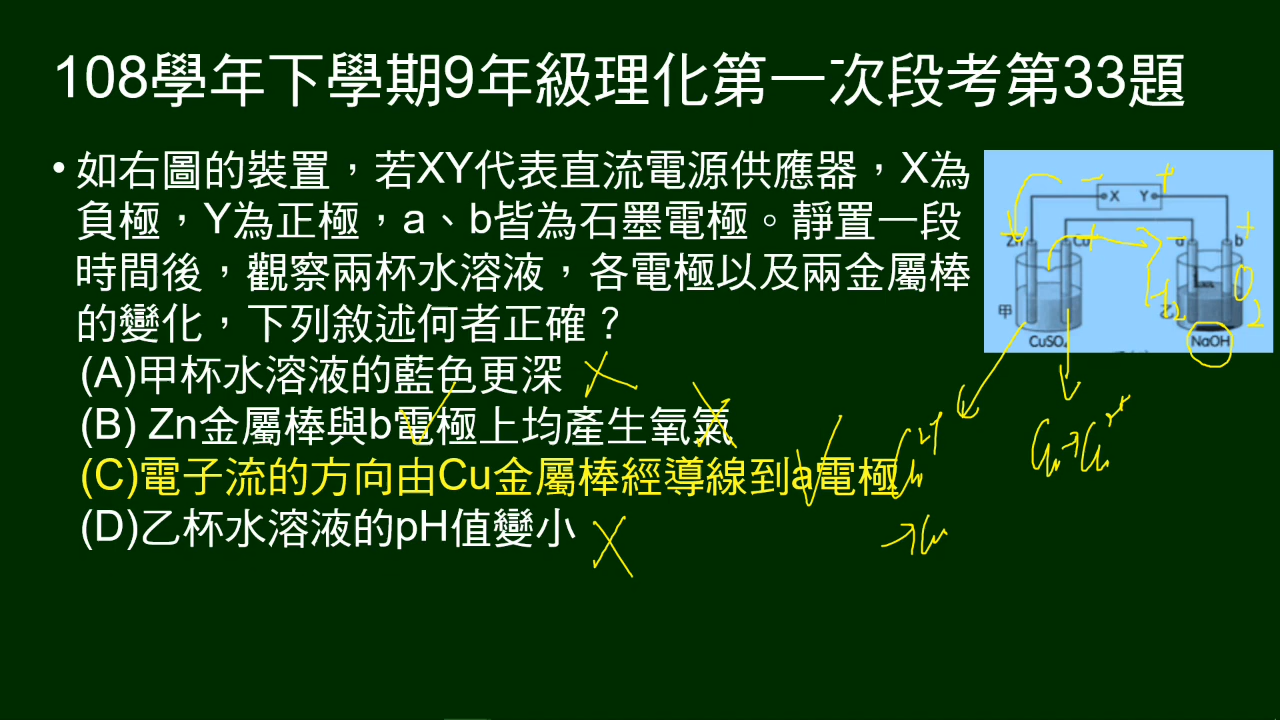 108學年下學期9年級理化第一次段考第33題
• 如右圖的裝置，若XY代表直流電源供應器，X為
負極，Y為正極，a、b皆為石墨電極。靜置一段
時間後，觀察兩杯水溶液，各電極以及兩金屬棒
的變化，下列敘述何者正確？
(A)甲杯水溶液的藍色更深
(B) Zn金屬棒與b電極上均產生氧氣
(C)電子流的方向由Cu金屬棒經導線到a電極
(D)乙杯水溶液的pH值變小
- +
X Y
Zn Cu + - a b +
H2 O2
甲 乙
CuSO₄ NaOH
Cu→Cu2+
Cu2+
→Cu